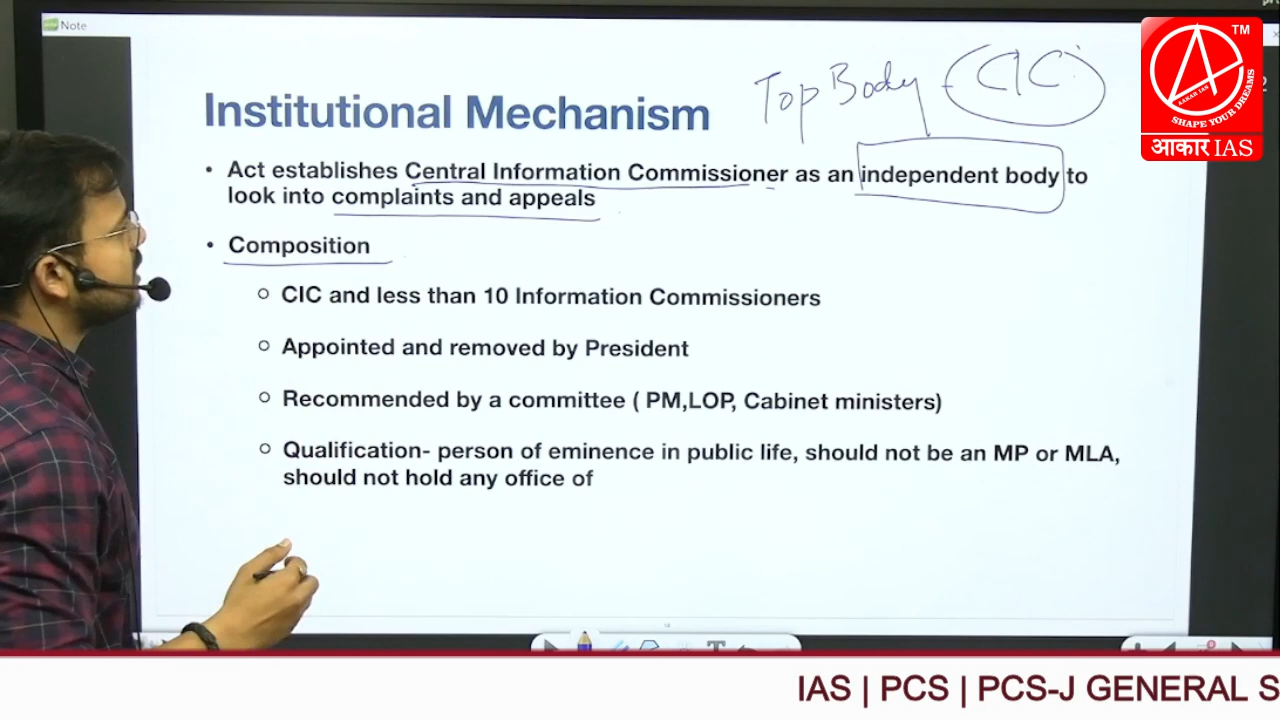 Note
Top Body - CIC
Institutional Mechanism
• Act establishes Central Information Commissioner as an independent body to
look into complaints and appeals
• Composition
○ CIC and less than 10 Information Commissioners
○ Appointed and removed by President
○ Recommended by a committee ( PM,LOP, Cabinet ministers)
○ Qualification- person of eminence in public life, should not be an MP or MLA,
should not hold any office of
TM
AAKAR IAS
SHAPE YOUR DREAMS
आकार IAS
IAS | PCS | PCS-J GENERAL S